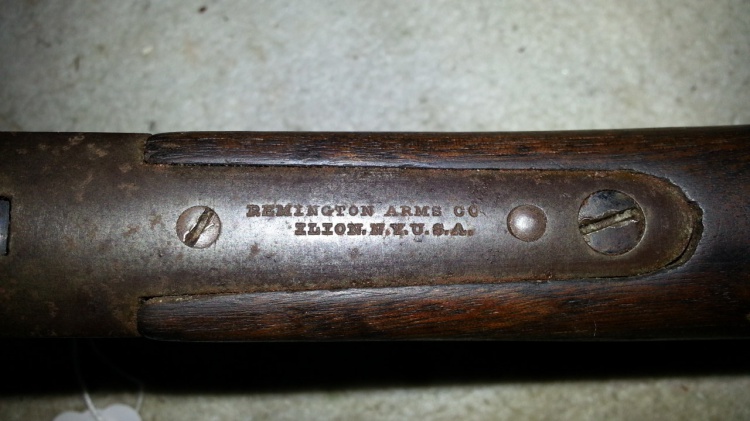 REMINGTON ARMS CO
ILION. N.Y. U.S.A.